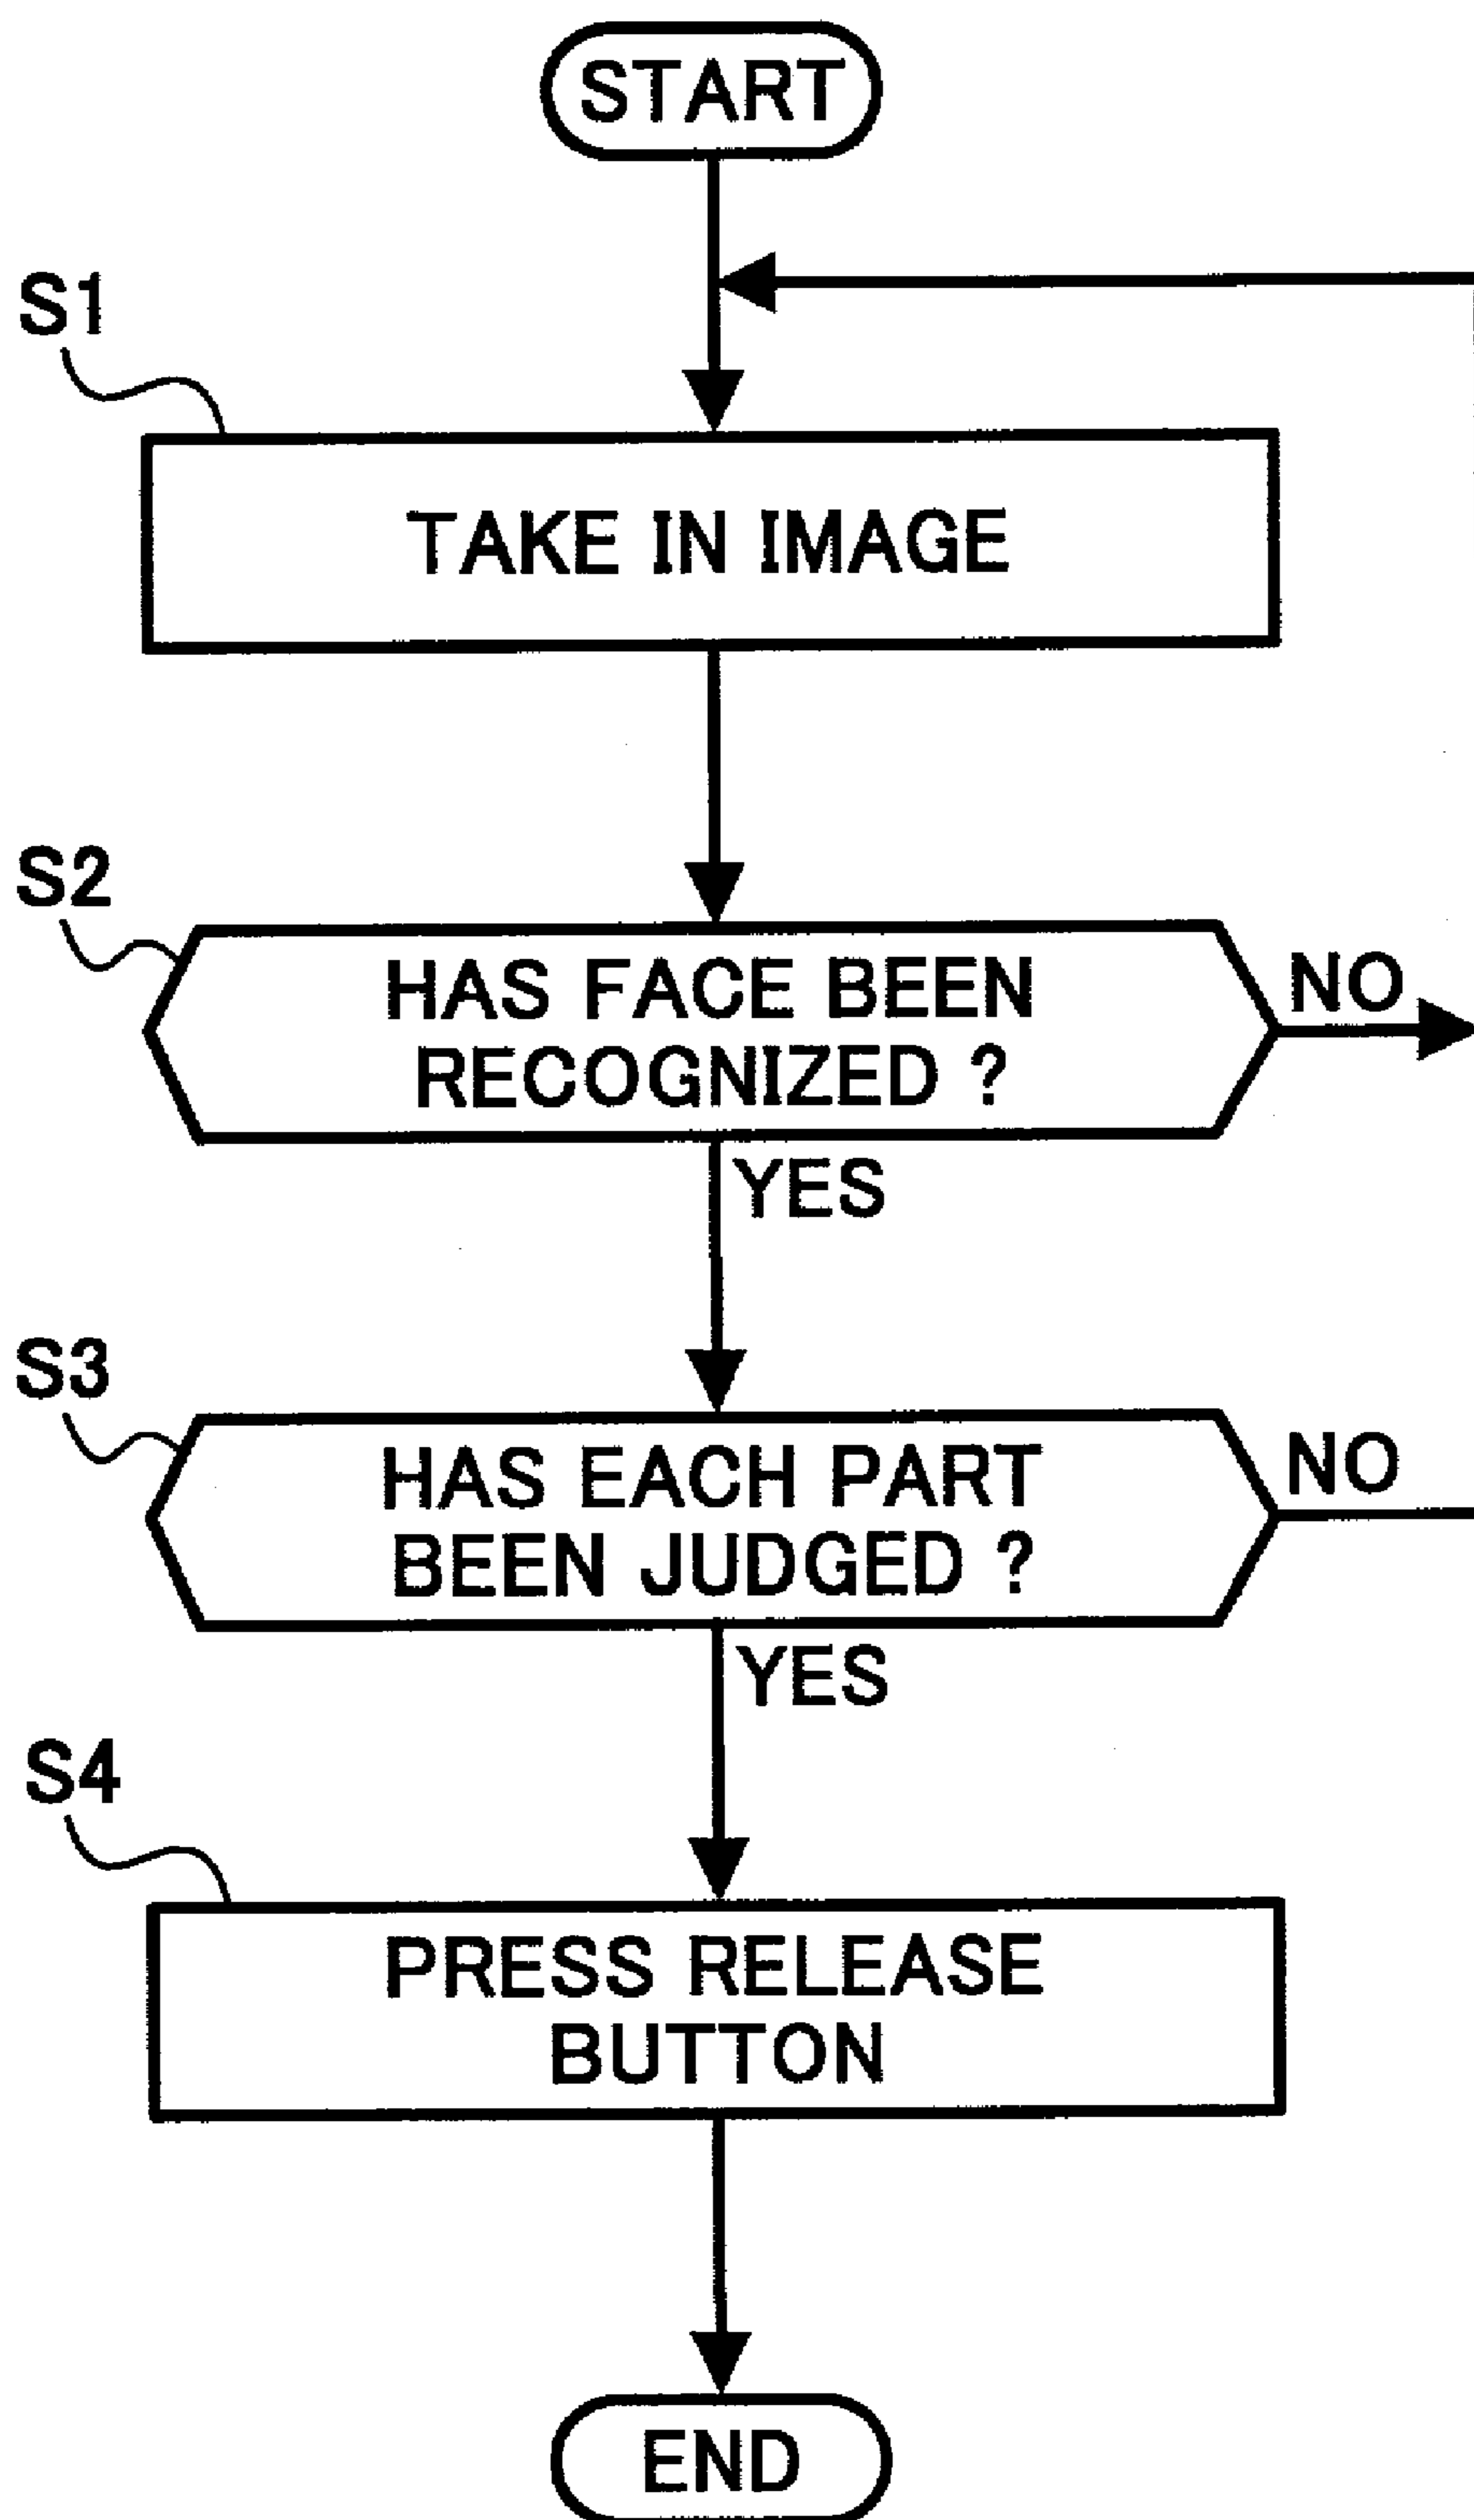 START
S1
TAKE IN IMAGE
S2
HAS FACE BEEN
RECOGNIZED ?
NO
YES
S3
HAS EACH PART
BEEN JUDGED ?
NO
YES
S4
PRESS RELEASE
BUTTON
END